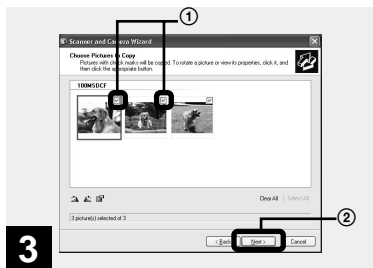 ①
Scanner and Camera Wizard
Choose Pictures to Copy
Pictures with check marks will be copied. To rotate a picture or view its properties, click it, and
then click the appropriate button.
100MSDCF
Clear All Select All
3 picture(s) selected of 3
②
< Back Next > Cancel
3